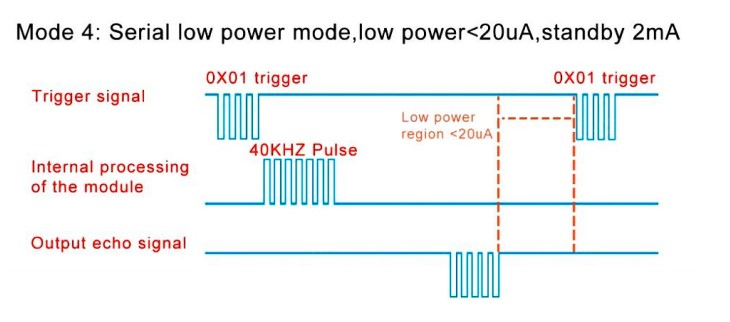 Mode 4: Serial low power mode,low power<20uA,standby 2mA
0X01 trigger
0X01 trigger
Trigger signal
Low power
region <20uA
40KHZ Pulse
Internal processing
of the module
Output echo signal